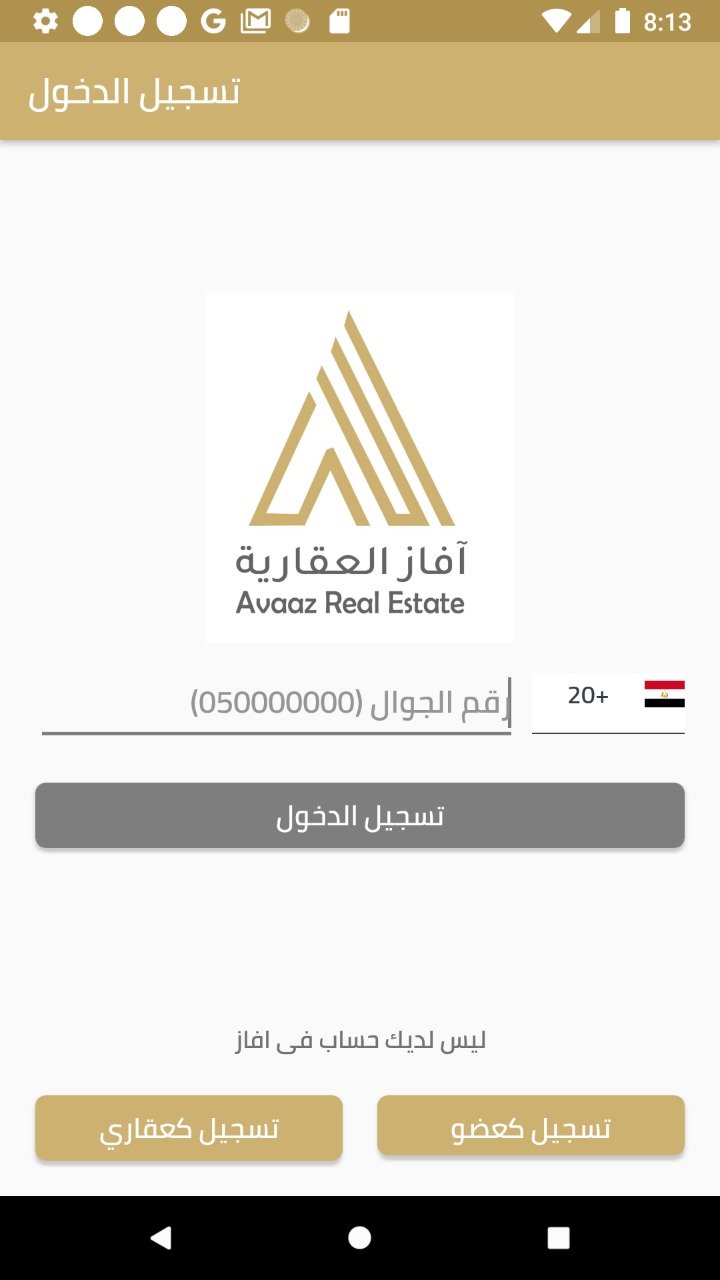 8:13
تسجيل الدخول
آفاز العقارية
Avaaz Real Estate
20+
رقم الجوال (050000000)
تسجيل الدخول
ليس لديك حساب فى افاز
تسجيل كعضو
تسجيل كعقاري